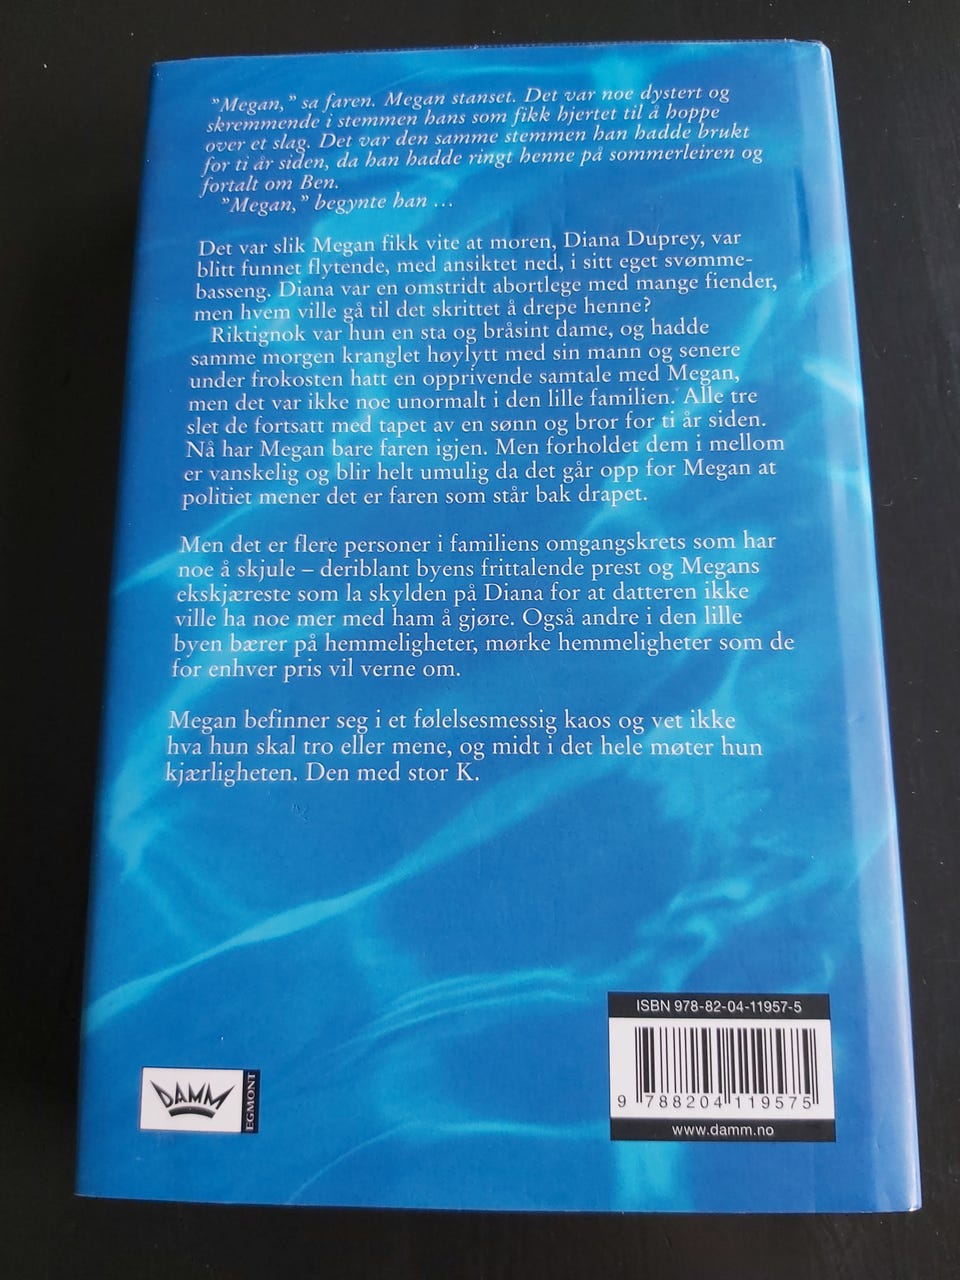 ”Megan,” sa faren. Megan stanset. Det var noe dystert og
skremmende i stemmen hans som fikk hjertet til å hoppe
over et slag. Det var den samme stemmen han hadde brukt
for ti år siden, da han hadde ringt henne på sommerleiren og
fortalt om Ben.
”Megan,” begynte han ...
Det var slik Megan fikk vite at moren, Diana Duprey, var
blitt funnet flytende, med ansiktet ned, i sitt eget svømme-
basseng. Diana var en omstridt abortlege med mange fiender,
men hvem ville gå til det skrittet å drepe henne?
Riktignok var hun en sta og bråsint dame, og hadde
samme morgen kranglet høylytt med sin mann og senere
under frokosten hatt en opprivende samtale med Megan,
men det var ikke noe unormalt i den lille familien. Alle tre
slet de fortsatt med tapet av en sønn og bror for ti år siden.
Nå har Megan bare faren igjen. Men forholdet dem i mellom
er vanskelig og blir helt umulig da det går opp for Megan at
politiet mener det er faren som står bak drapet.
Men det er flere personer i familiens omgangskrets som har
noe å skjule – deriblant byens frittalende prest og Megans
ekskjæreste som la skylden på Diana for at datteren ikke
ville ha noe mer med ham å gjøre. Også andre i den lille
byen bærer på hemmeligheter, mørke hemmeligheter som de
for enhver pris vil verne om.
Megan befinner seg i et følelsesmessig kaos og vet ikke
hva hun skal tro eller mene, og midt i det hele møter hun
kjærligheten. Den med stor K.
ISBN 978-82-04-11957-5
9 788204 119575
www.damm.no
DAMM
EGMONT